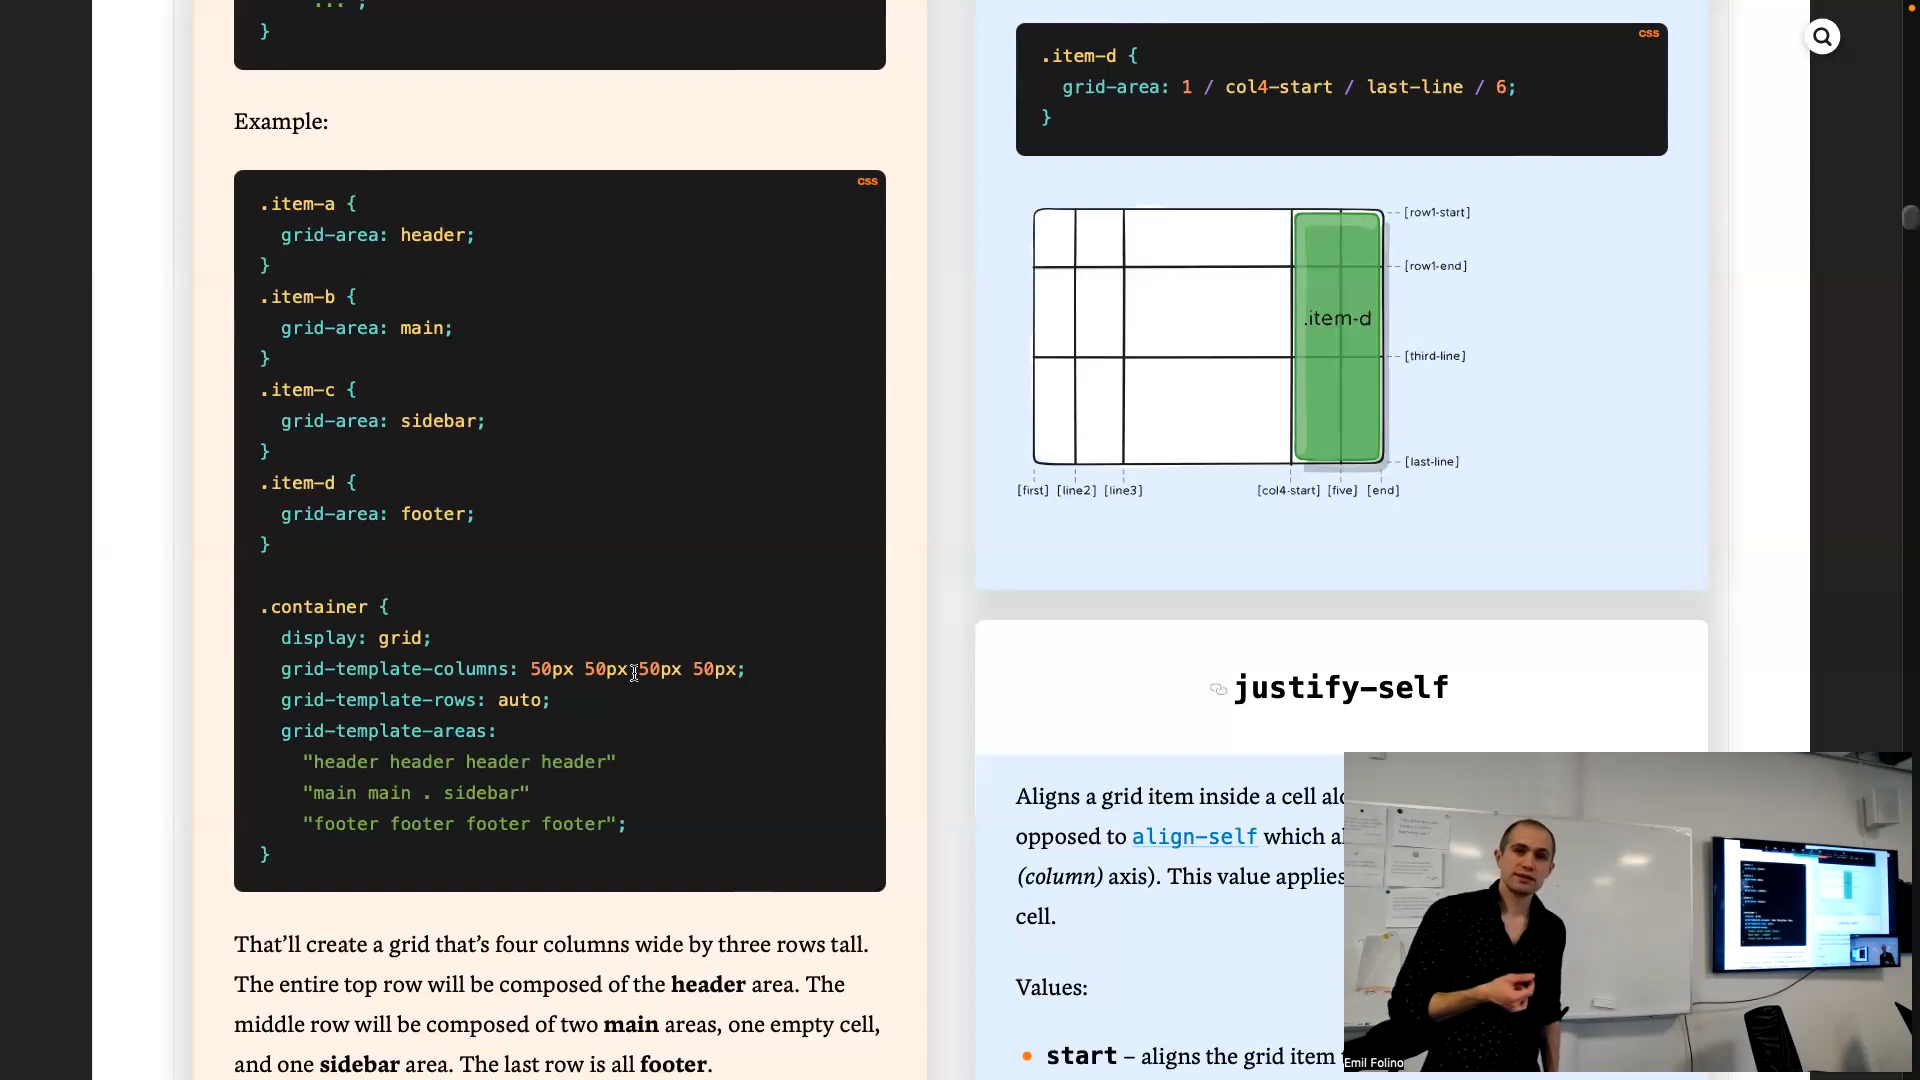 ... ";
}
Example:
css
.item-a {
grid-area: header;
}
.item-b {
grid-area: main;
}
.item-c {
grid-area: sidebar;
}
.item-d {
grid-area: footer;
}
.container {
display: grid;
grid-template-columns: 50px 50px 50px 50px;
grid-template-rows: auto;
grid-template-areas:
"header header header header"
"main main . sidebar"
"footer footer footer footer";
}
That’ll create a grid that’s four columns wide by three rows tall.
The entire top row will be composed of the header area. The
middle row will be composed of two main areas, one empty cell,
and one sidebar area. The last row is all footer.
css
.item-d {
grid-area: 1 / col4-start / last-line / 6;
}
[row1-start]
[row1-end]
.item-d
[third-line]
[last-line]
[first] [line2] [line3] [col4-start] [five] [end]
justify-self
Aligns a grid item inside a cell
opposed to align-self which
(column) axis). This value applies
cell.
Values:
start – aligns the grid item
Emil Folino